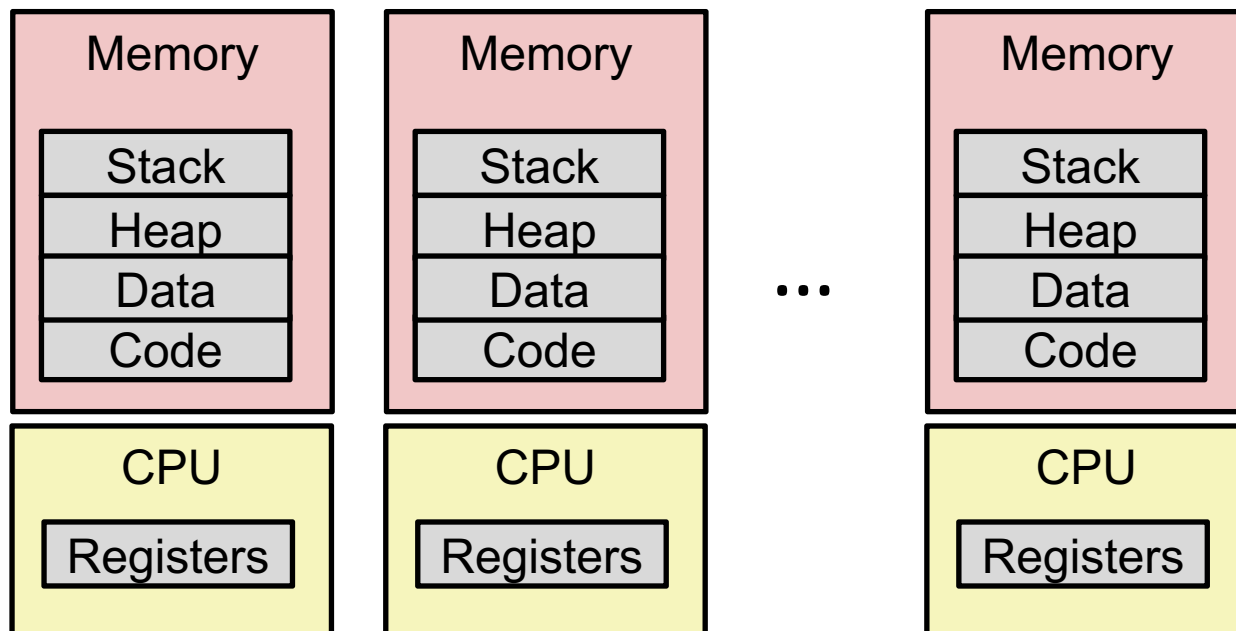 Memory
Stack
Heap
Data
Code
CPU
Registers
Memory
Stack
Heap
Data
Code
CPU
Registers
...
Memory
Stack
Heap
Data
Code
CPU
Registers